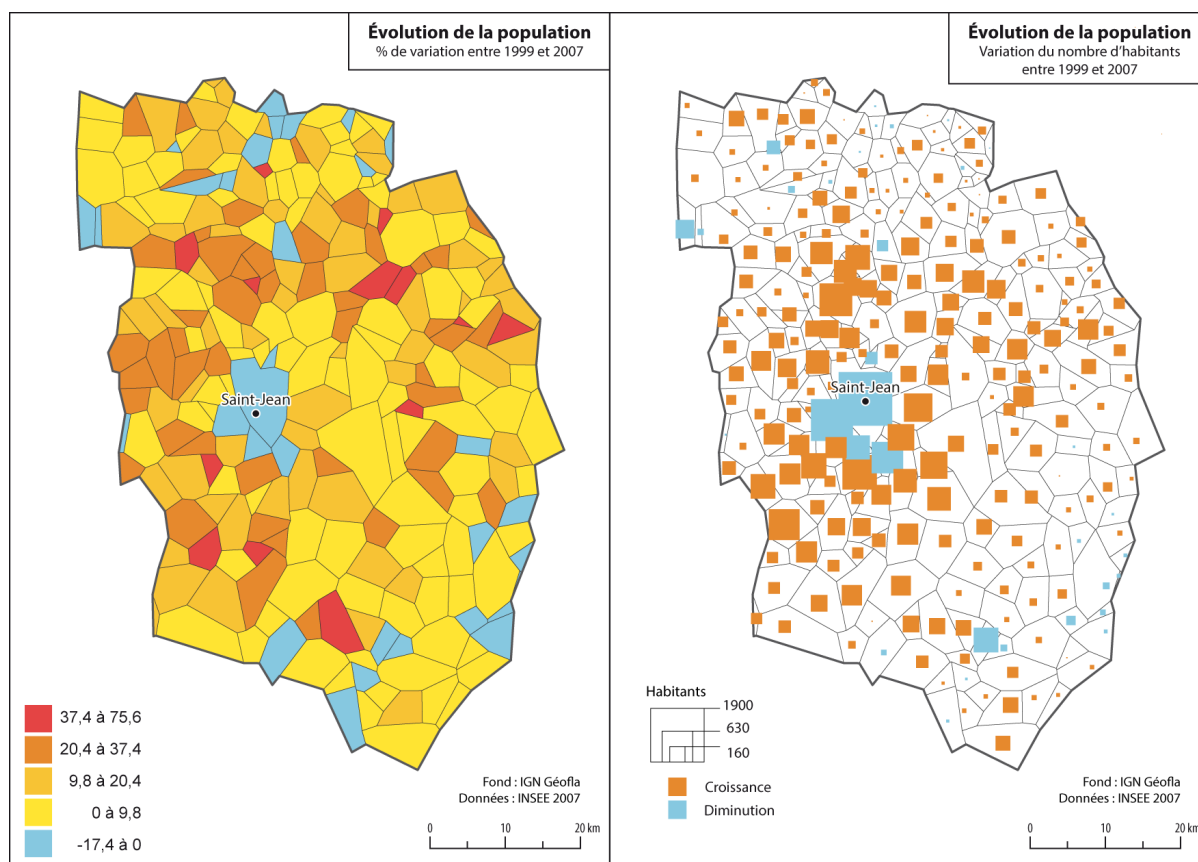 Évolution de la population
% de variation entre 1999 et 2007
Saint-Jean
37,4 à 75,6
20,4 à 37,4
9,8 à 20,4
0 à 9,8
-17,4 à 0
Fond : IGN Géofla
Données : INSEE 2007
0 10 20 km
Évolution de la population
Variation du nombre d'habitants
entre 1999 et 2007
Saint-Jean
Habitants
1900
630
160
Croissance
Diminution
Fond : IGN Géofla
Données : INSEE 2007
0 10 20 km